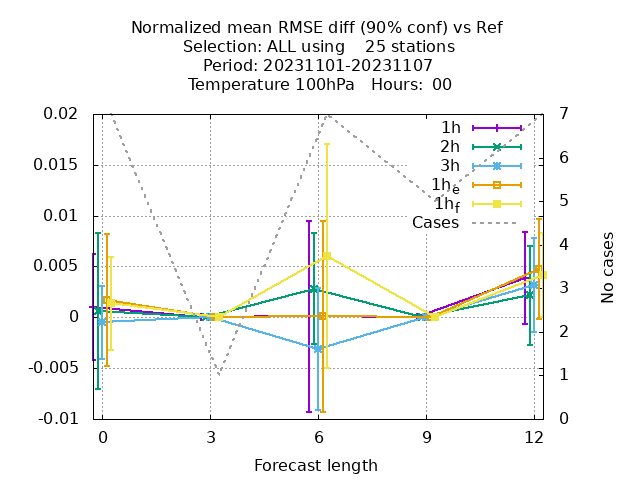 Normalized mean RMSE diff (90% conf) vs Ref
Selection: ALL using    25 stations
Period: 20231101-20231107
Temperature 100hPa   Hours:  00
0.02
0.015
0.01
0.005
0
-0.005
-0.01
7
6
5
4
3
2
1
0
1h
2h
3h
1he
1hf
Cases
No cases
0
3
6
9
12
Forecast length